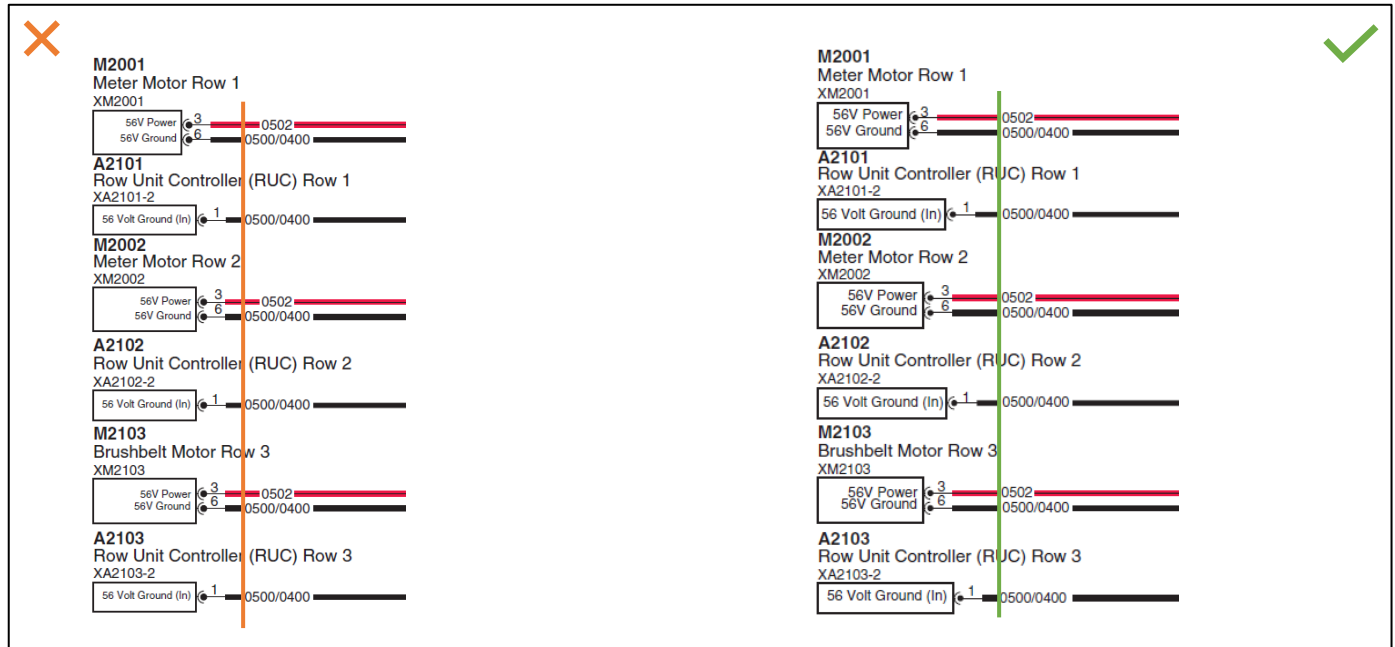 M2001
Meter Motor Row 1
XM2001
56V Power 3 0502
56V Ground 6 0500/0400
A2101
Row Unit Controller (RUC) Row 1
XA2101-2
56 Volt Ground (In) 1 0500/0400
M2002
Meter Motor Row 2
XM2002
56V Power 3 0502
56V Ground 6 0500/0400
A2102
Row Unit Controller (RUC) Row 2
XA2102-2
56 Volt Ground (In) 1 0500/0400
M2103
Brushbelt Motor Row 3
XM2103
56V Power 3 0502
56V Ground 6 0500/0400
A2103
Row Unit Controller (RUC) Row 3
XA2103-2
56 Volt Ground (In) 1 0500/0400
M2001
Meter Motor Row 1
XM2001
56V Power 3 0502
56V Ground 6 0500/0400
A2101
Row Unit Controller (RUC) Row 1
XA2101-2
56 Volt Ground (In) 1 0500/0400
M2002
Meter Motor Row 2
XM2002
56V Power 3 0502
56V Ground 6 0500/0400
A2102
Row Unit Controller (RUC) Row 2
XA2102-2
56 Volt Ground (In) 1 0500/0400
M2103
Brushbelt Motor Row 3
XM2103
56V Power 3 0502
56V Ground 6 0500/0400
A2103
Row Unit Controller (RUC) Row 3
XA2103-2
56 Volt Ground (In) 1 0500/0400